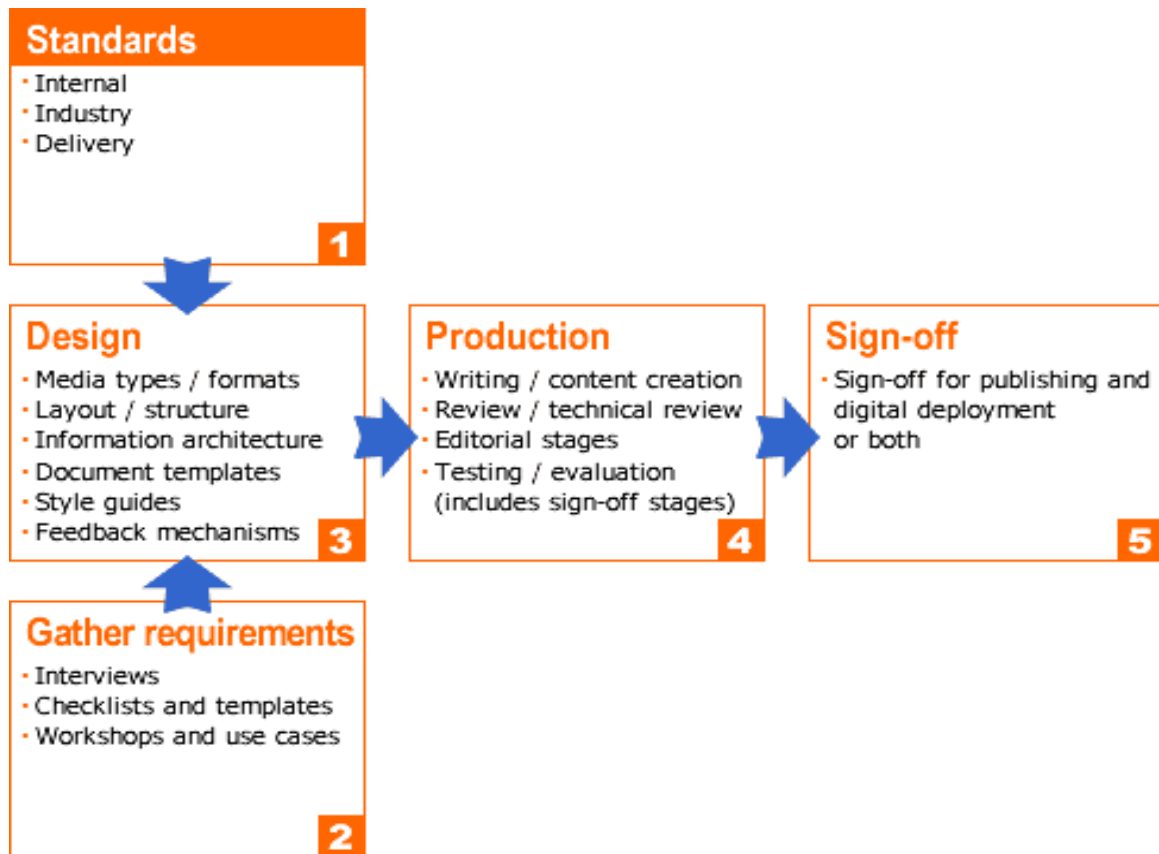 Standards
· Internal
· Industry
· Delivery
1
Design
· Media types / formats
· Layout / structure
· Information architecture
· Document templates
· Style guides
· Feedback mechanisms
3
Production
· Writing / content creation
· Review / technical review
· Editorial stages
· Testing / evaluation
(includes sign-off stages)
4
Sign-off
· Sign-off for publishing and
digital deployment
or both
5
Gather requirements
· Interviews
· Checklists and templates
· Workshops and use cases
2